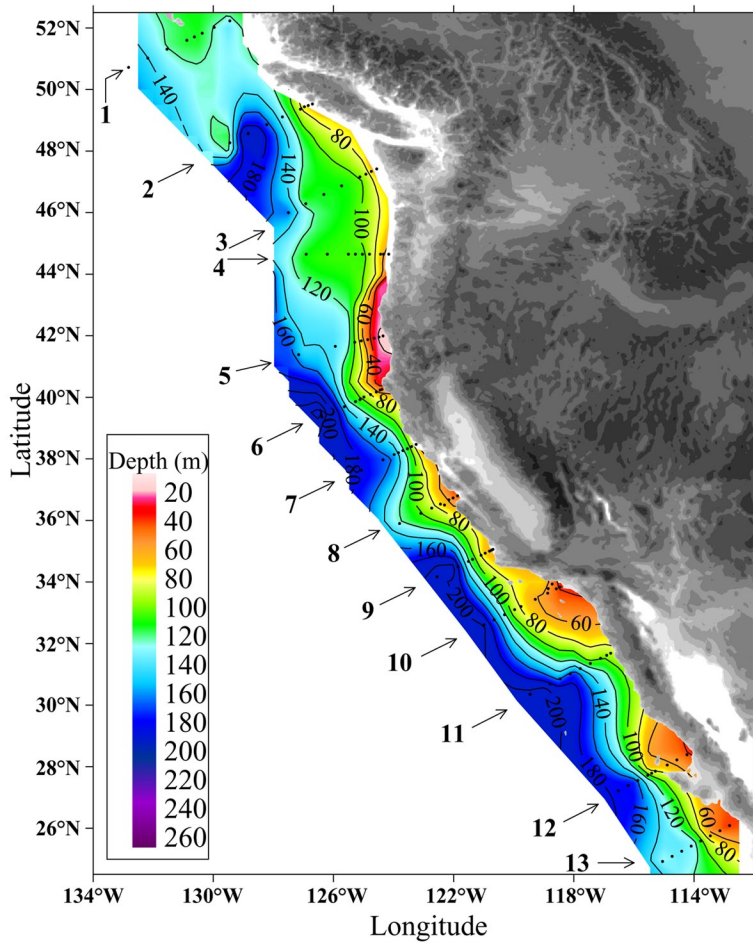 52°N
50°N
48°N
46°N
44°N
42°N
40°N
38°N
36°N
34°N
32°N
30°N
28°N
26°N
Latitude
134°W
130°W
126°W
122°W
118°W
114°W
Longitude
Depth (m)
20
40
60
80
100
120
140
160
180
200
220
240
260
1
2
3
4
5
6
7
8
9
10
11
12
13
140
80
140
180
100
120
160
60
40
80
200
140
180
100
80
160
200
100
80
60
140
200
100
180
160
120
60
80